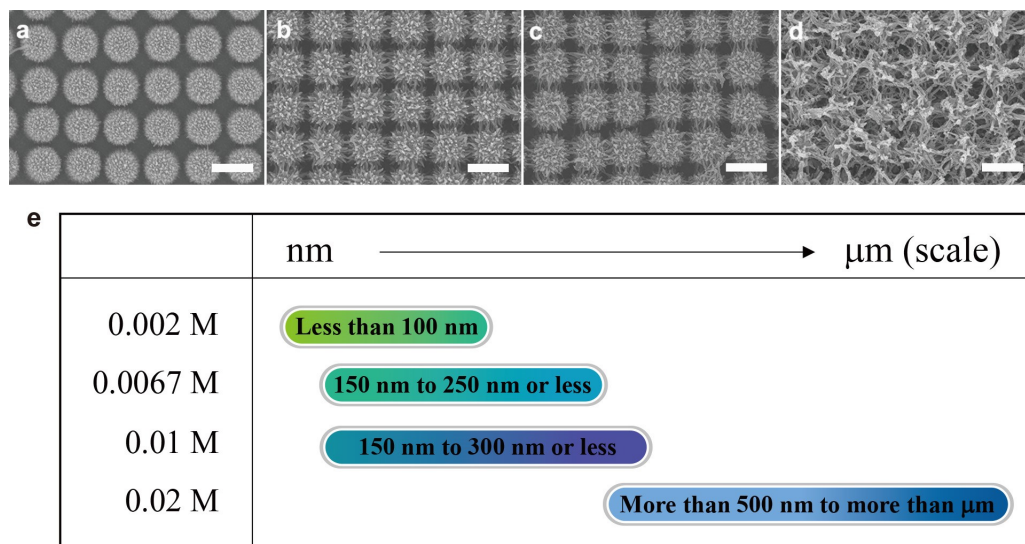 a
b
c
d
e
nm μm (scale)
0.002 M Less than 100 nm
0.0067 M 150 nm to 250 nm or less
0.01 M 150 nm to 300 nm or less
0.02 M More than 500 nm to more than μm